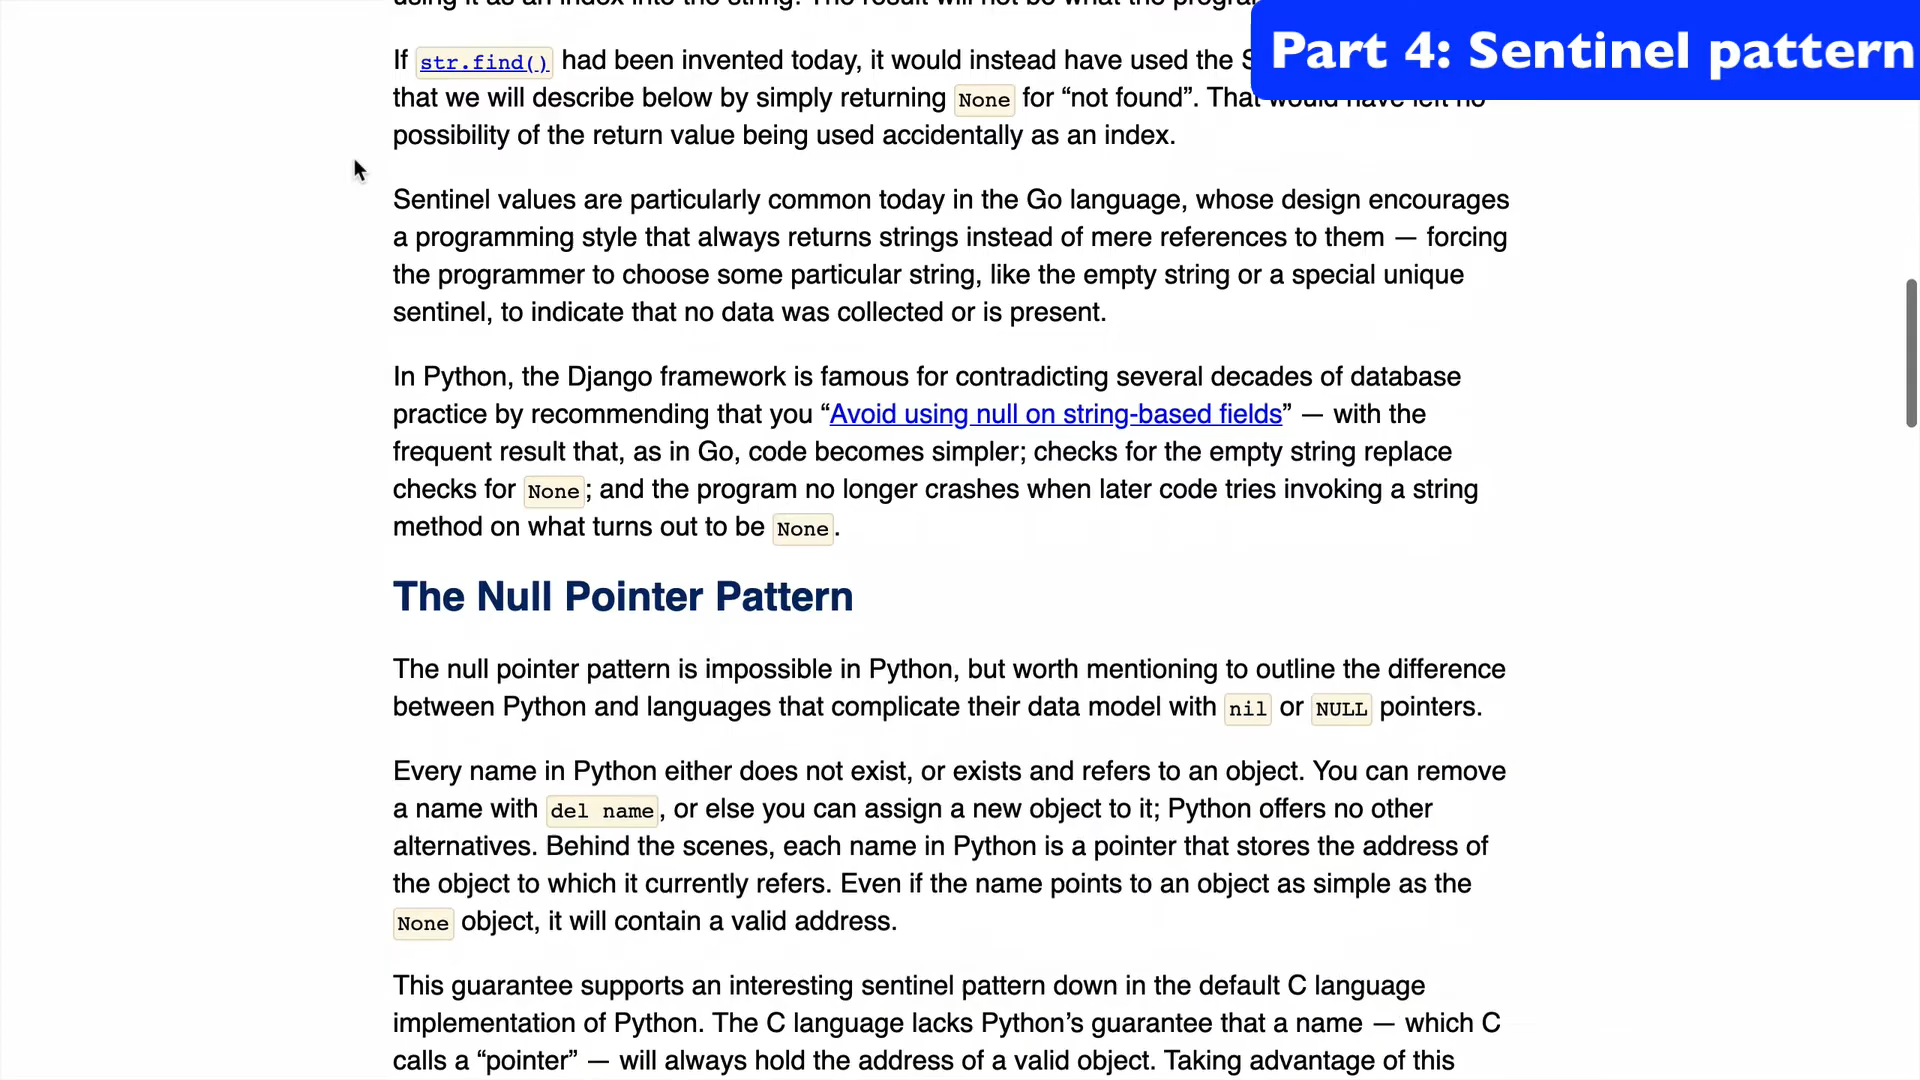 Part 4: Sentinel pattern
If str.find() had been invented today, it would instead have used the
that we will describe below by simply returning None for “not found”. That would have left no
possibility of the return value being used accidentally as an index.
Sentinel values are particularly common today in the Go language, whose design encourages
a programming style that always returns strings instead of mere references to them — forcing
the programmer to choose some particular string, like the empty string or a special unique
sentinel, to indicate that no data was collected or is present.
In Python, the Django framework is famous for contradicting several decades of database
practice by recommending that you “Avoid using null on string-based fields” — with the
frequent result that, as in Go, code becomes simpler; checks for the empty string replace
checks for None; and the program no longer crashes when later code tries invoking a string
method on what turns out to be None.
The Null Pointer Pattern
The null pointer pattern is impossible in Python, but worth mentioning to outline the difference
between Python and languages that complicate their data model with nil or NULL pointers.
Every name in Python either does not exist, or exists and refers to an object. You can remove
a name with del name, or else you can assign a new object to it; Python offers no other
alternatives. Behind the scenes, each name in Python is a pointer that stores the address of
the object to which it currently refers. Even if the name points to an object as simple as the
None object, it will contain a valid address.
This guarantee supports an interesting sentinel pattern down in the default C language
implementation of Python. The C language lacks Python’s guarantee that a name — which C
calls a “pointer” — will always hold the address of a valid object. Taking advantage of this